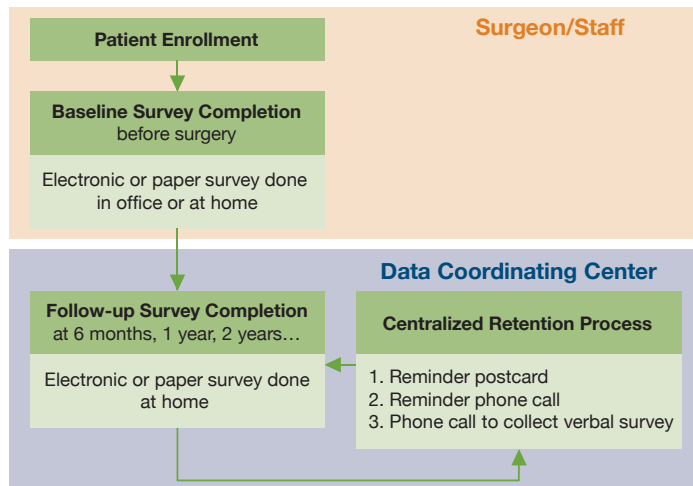 Surgeon/Staff
Patient Enrollment
Baseline Survey Completion
before surgery
Electronic or paper survey done
in office or at home
Data Coordinating Center
Follow-up Survey Completion
at 6 months, 1 year, 2 years…
Electronic or paper survey done
at home
Centralized Retention Process
1. Reminder postcard
2. Reminder phone call
3. Phone call to collect verbal survey